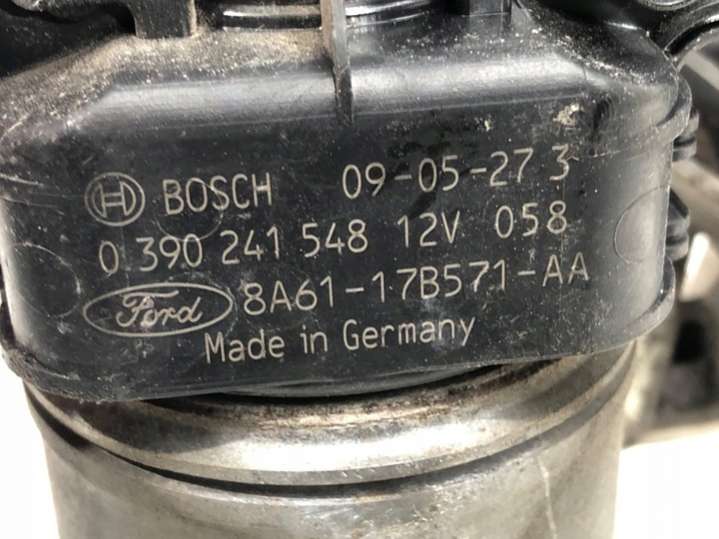 BOSCH 09-05-27 3
0 390 241 548 12V 058
Ford 8A61-17B571-AA
Made in Germany